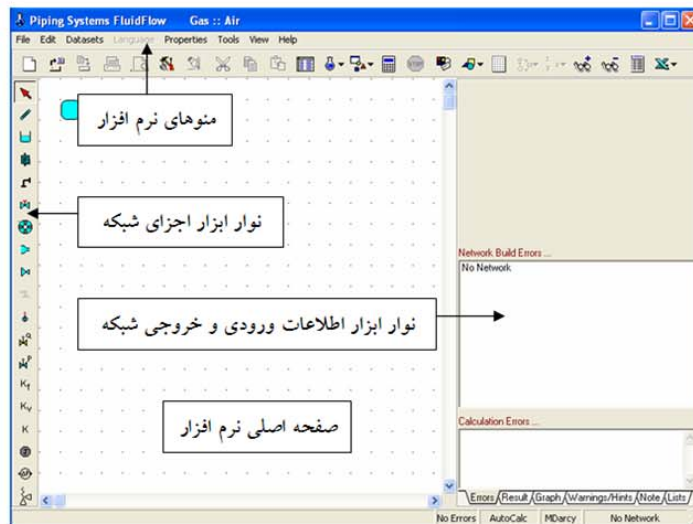 Piping Systems FluidFlow Gas :: Air
File Edit Datasets Language Properties Tools View Help
منوهای نرم افزار
نوار ابزار اجزای شبکه
Network Build Errors ...
No Network
نوار ابزار اطلاعات ورودی و خروجی شبکه
صفحه اصلی نرم افزار
Kf
Kv
K
Calculation Errors ...
Errors Result Graph Warnings/Hints Note Lists
No Errors AutoCalc MDarcy No Network